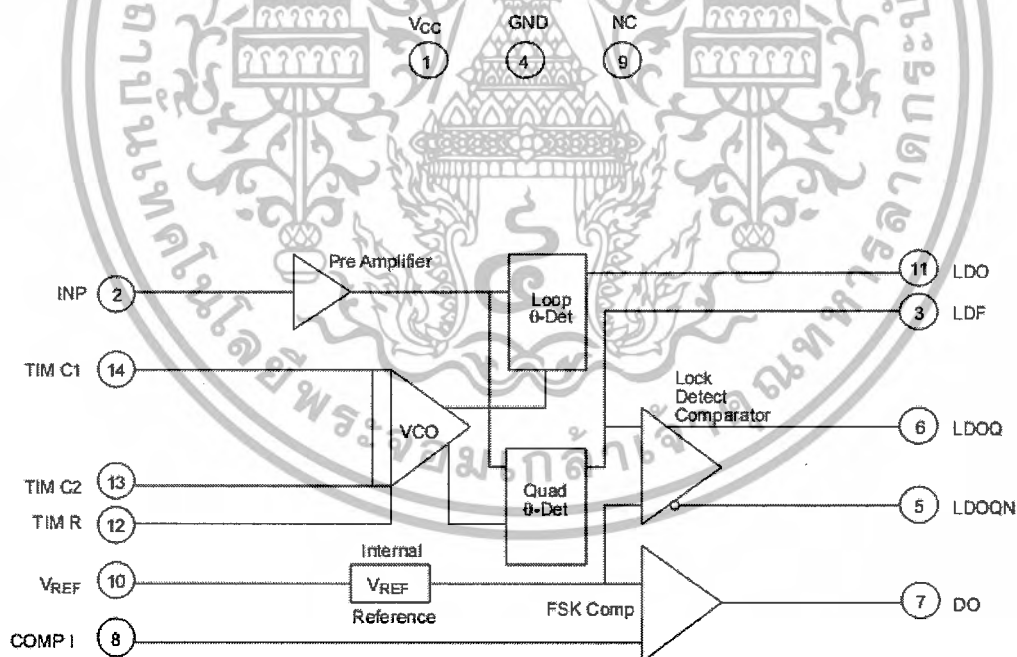 VCC GND NC
1 4 9
Pre Amplifier
INP 2
Loop
θ-Det
11 LDO
3 LDF
TIM C1 14
VCO
Lock
Detect
Comparator
6 LDOQ
TIM C2 13
Quad
θ-Det
5 LDOQN
TIM R 12
Internal
VREF 10
VREF
Reference
FSK Comp
7 DO
COMP I 8